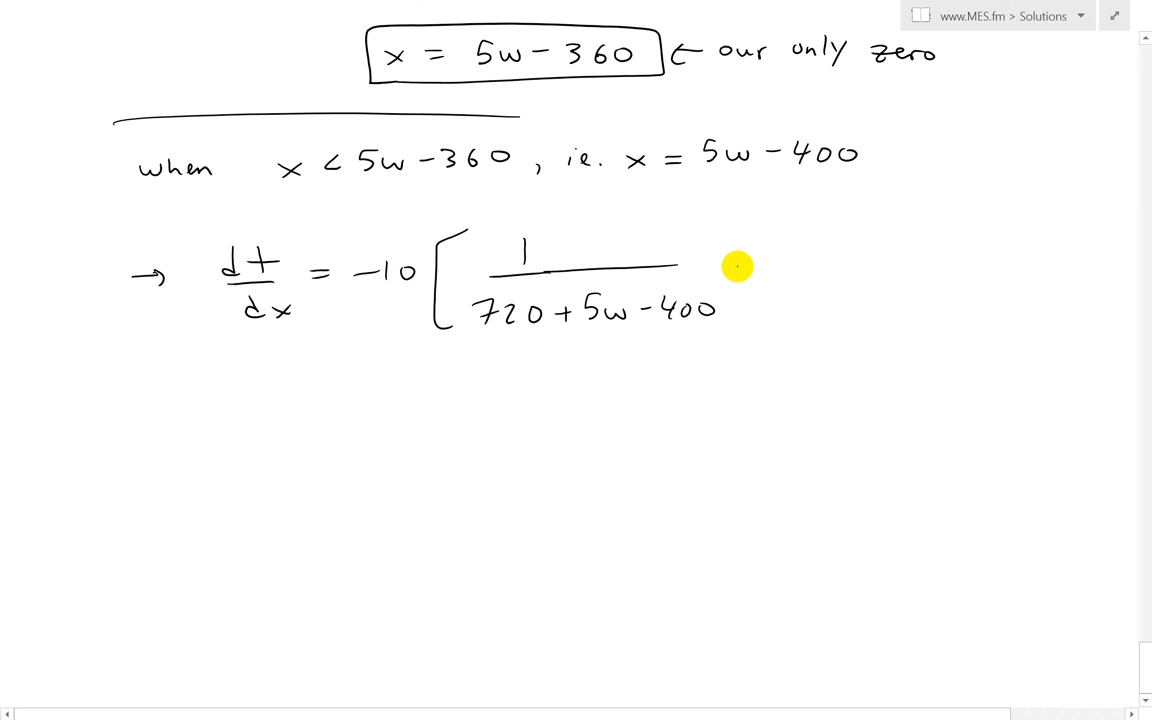 www.MES.fm > Solutions
x = 5w - 360 ← our only zero
when x < 5w - 360, ie. x = 5w - 400
→ dt/dx = -10 [ 1/(720 + 5w - 400)